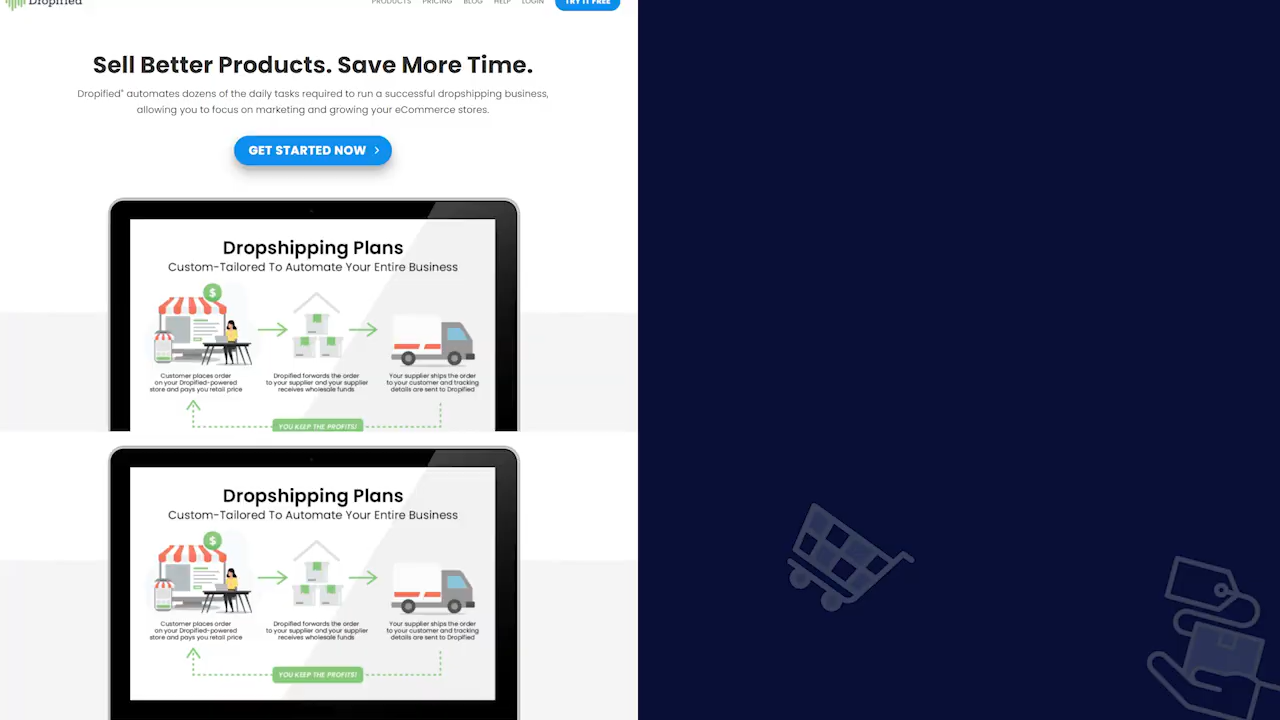 Dropified
PRODUCTS PRICING BLOG HELP LOGIN TRY IT FREE
Sell Better Products. Save More Time.
Dropified® automates dozens of the daily tasks required to run a successful dropshipping business,
allowing you to focus on marketing and growing your eCommerce stores.
GET STARTED NOW >
Dropshipping Plans
Custom-Tailored To Automate Your Entire Business
$
Customer places order
on your Dropified-powered
store and pays you retail price
Dropified forwards the order
to your supplier and your supplier
receives wholesale funds
Your supplier ships the order
to your customer and tracking
details are sent to Dropified
YOU KEEP THE PROFITS!
Dropshipping Plans
Custom-Tailored To Automate Your Entire Business
$
Customer places order
on your Dropified-powered
store and pays you retail price
Dropified forwards the order
to your supplier and your supplier
receives wholesale funds
Your supplier ships the order
to your customer and tracking
details are sent to Dropified
YOU KEEP THE PROFITS!